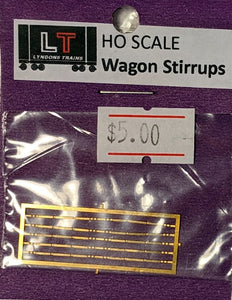 LT
LYNDONS TRAINS
HO SCALE
Wagon Stirrups
$5.00